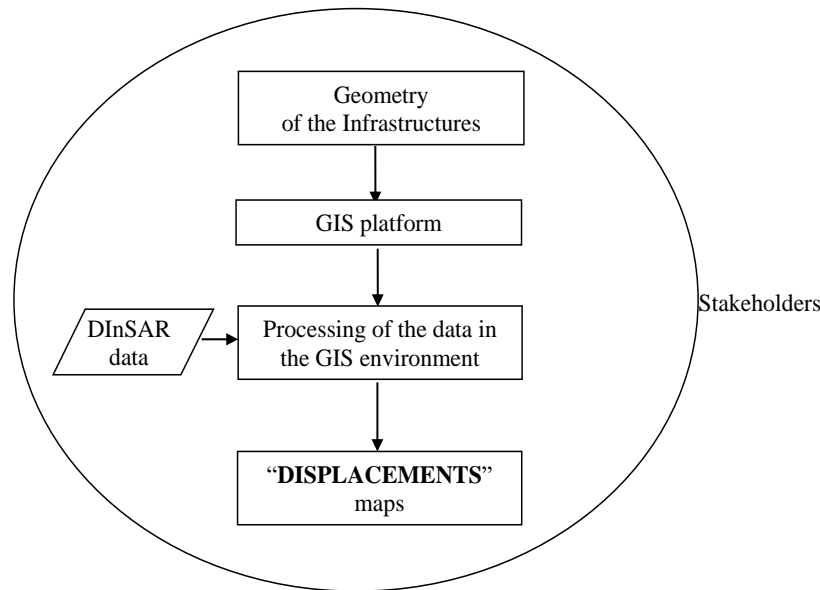 Geometry
of the Infrastructures
GIS platform
Stakeholders
DInSAR
data
Processing of the data in
the GIS environment
“DISPLACEMENTS”
maps